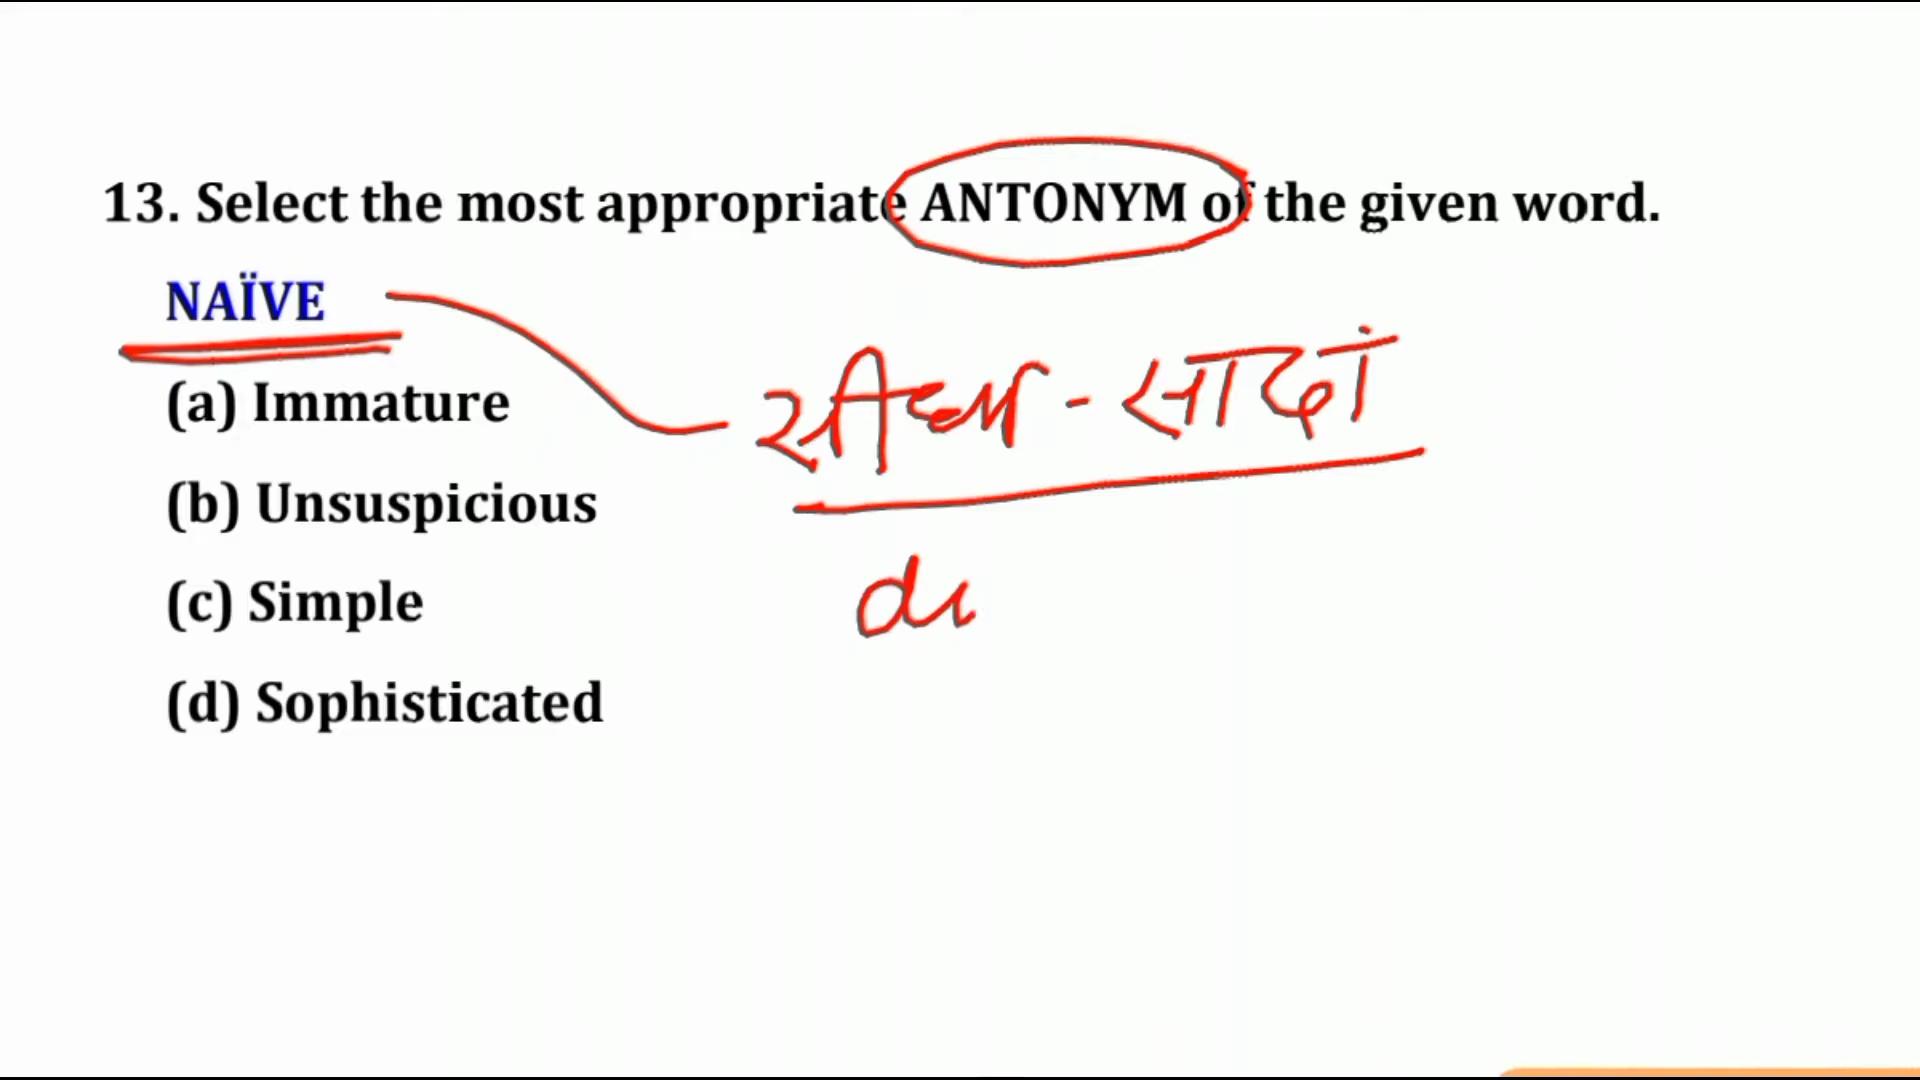 13. Select the most appropriate ANTONYM of the given word.
NAÏVE
(a) Immature
सीधा - सादा
(b) Unsuspicious
(c) Simple
(d) Sophisticated